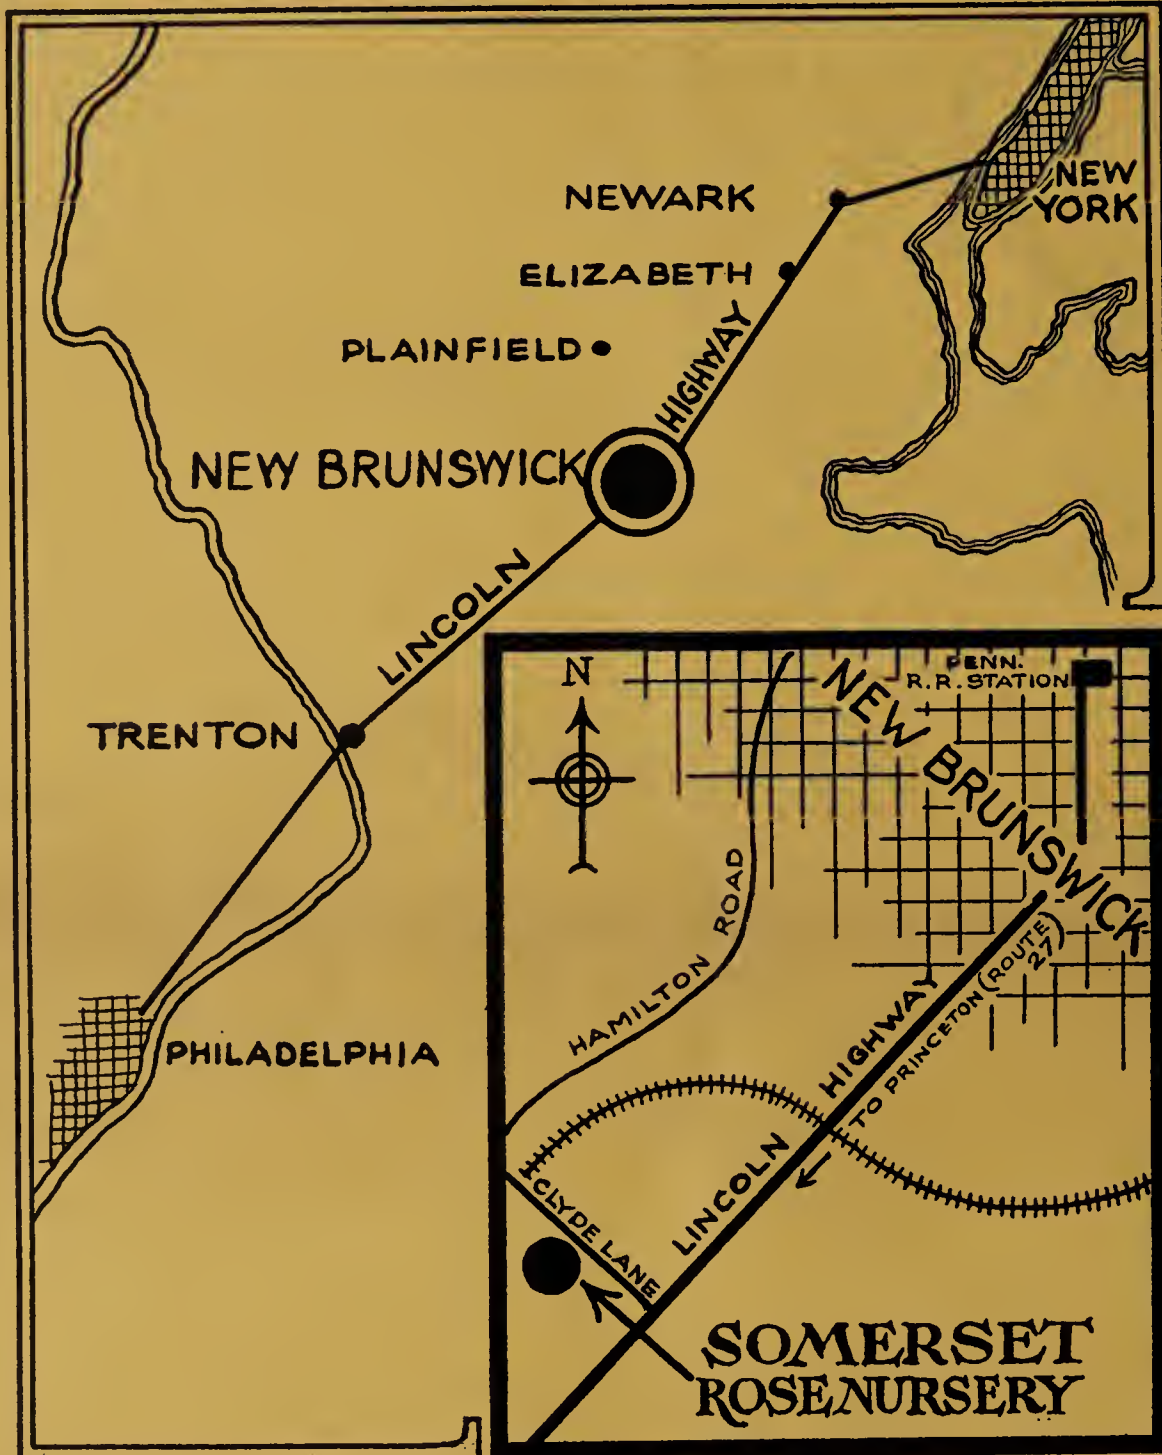 NEWARK
NEW
YORK
ELIZABETH
PLAINFIELD
HIGHWAY
NEW BRUNSWICK
LINCOLN
TRENTON
PHILADELPHIA
N
PENN.
R.R. STATION
NEW BRUNSWICK
HAMILTON ROAD
LINCOLN HIGHWAY
TO PRINCETON (ROUTE
27)
CLYDE LANE
SOMERSET
ROSE NURSERY